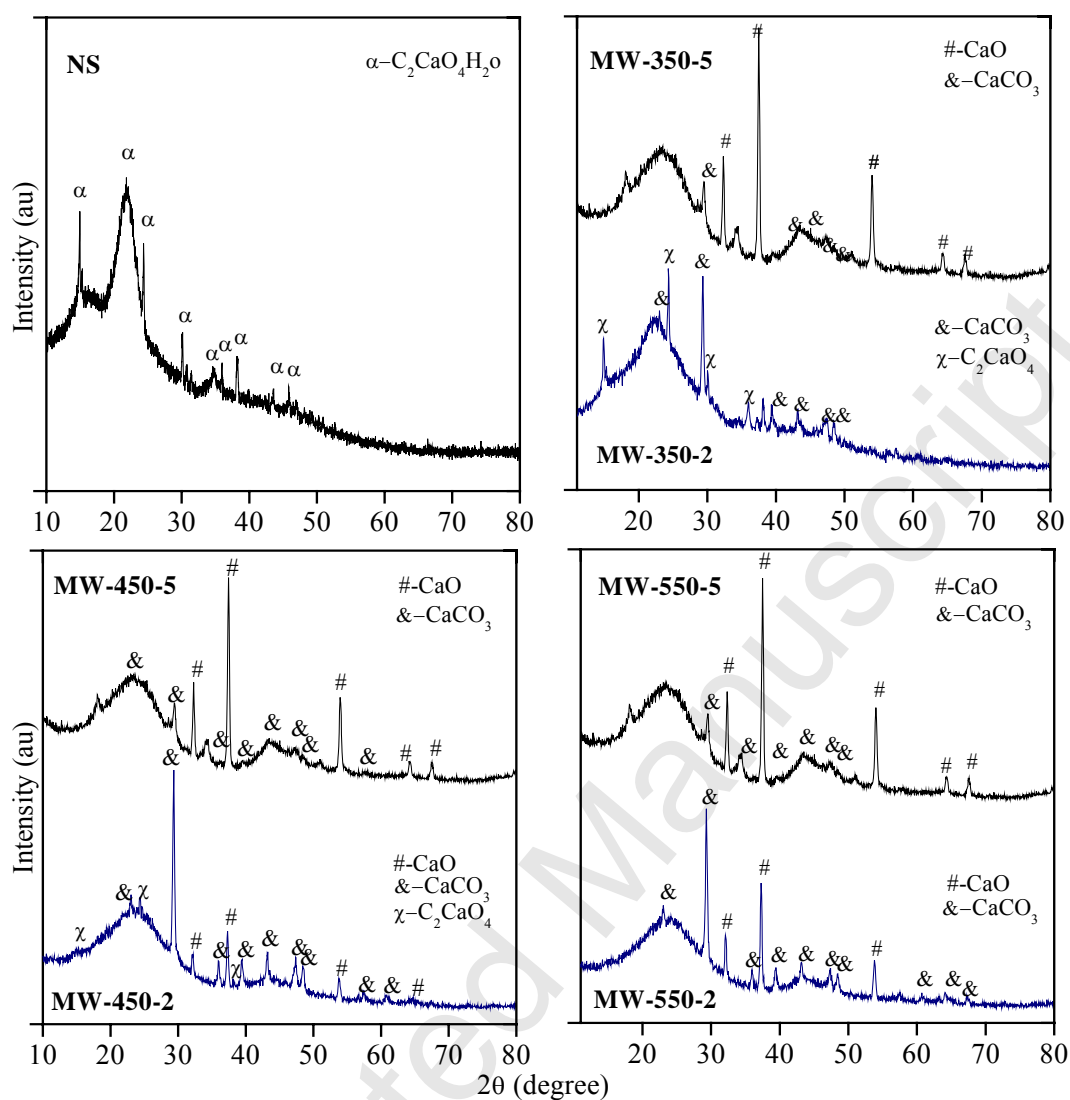 NS
α–C₂CaO₄H₂o
α
α
α
α
α
α
α
α
α
α
Intensity (au)
10 20 30 40 50 60 70 80
MW-350-5
#-CaO
&–CaCO₃
#
#
&
#
&
&
&
&
#
#
&–CaCO₃
χ–C₂CaO₄
χ
&
χ
&
χ
χ
&
&
&
&
MW-350-2
20 30 40 50 60 70 80
MW-450-5
#-CaO
&–CaCO₃
#
&
#
&
#
&
&
&
&
&
&
#
#
#-CaO
&–CaCO₃
χ–C₂CaO₄
&
χ
&
χ
#
&
#
χ
&
&
&
&
#
&
&
#
MW-450-2
Intensity (au)
10 20 30 40 50 60 70 80
MW-550-5
#-CaO
&–CaCO₃
#
&
#
&
&
&
&
&
#
#
#
#-CaO
&–CaCO₃
&
&
#
#
&
&
&
&
&
#
&
&
&
MW-550-2
20 30 40 50 60 70 80
2θ (degree)
ted Manuscript